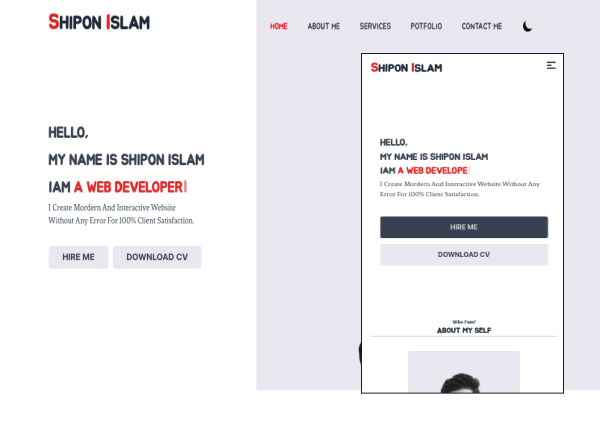 SHIPON ISLAM
HOME ABOUT ME SERVICES POTFOLIO CONTACT ME
HELLO,
MY NAME IS SHIPON ISLAM
IAM A WEB DEVELOPER
I Create Mordern And Interactive Website
Without Any Error For 100% Client Satisfaction.
HIRE ME DOWNLOAD CV
SHIPON ISLAM
HELLO,
MY NAME IS SHIPON ISLAM
IAM A WEB DEVELOPE
I Create Mordern And Interactive Website Without Any
Error For 100% Client Satisfaction.
HIRE ME
DOWNLOAD CV
Who I'am?
ABOUT MY SELF